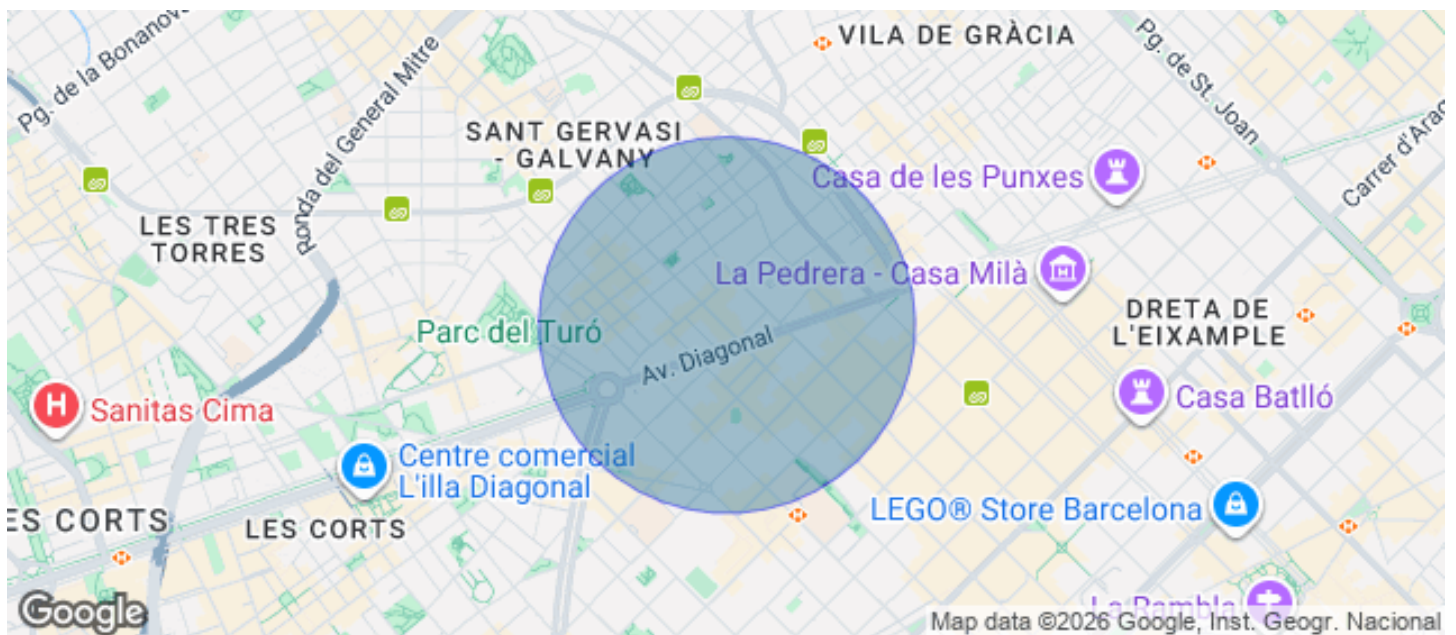 Pg. de la Bonanova
Ronda del General Mitre
VILA DE GRÀCIA
Pg. de St. Joan
SANT GERVASI
- GALVANY
Casa de les Punxes
Carrer d'Arag
LES TRES
TORRES
La Pedrera - Casa Milà
DRETA DE
L'EIXAMPLE
Parc del Turó
Av. Diagonal
H
Sanitas Cima
Casa Batlló
Centre comercial
L'illa Diagonal
ES CORTS
LES CORTS
LEGO® Store Barcelona
La Rambla
Google
Map data ©2026 Google, Inst. Geogr. Nacional